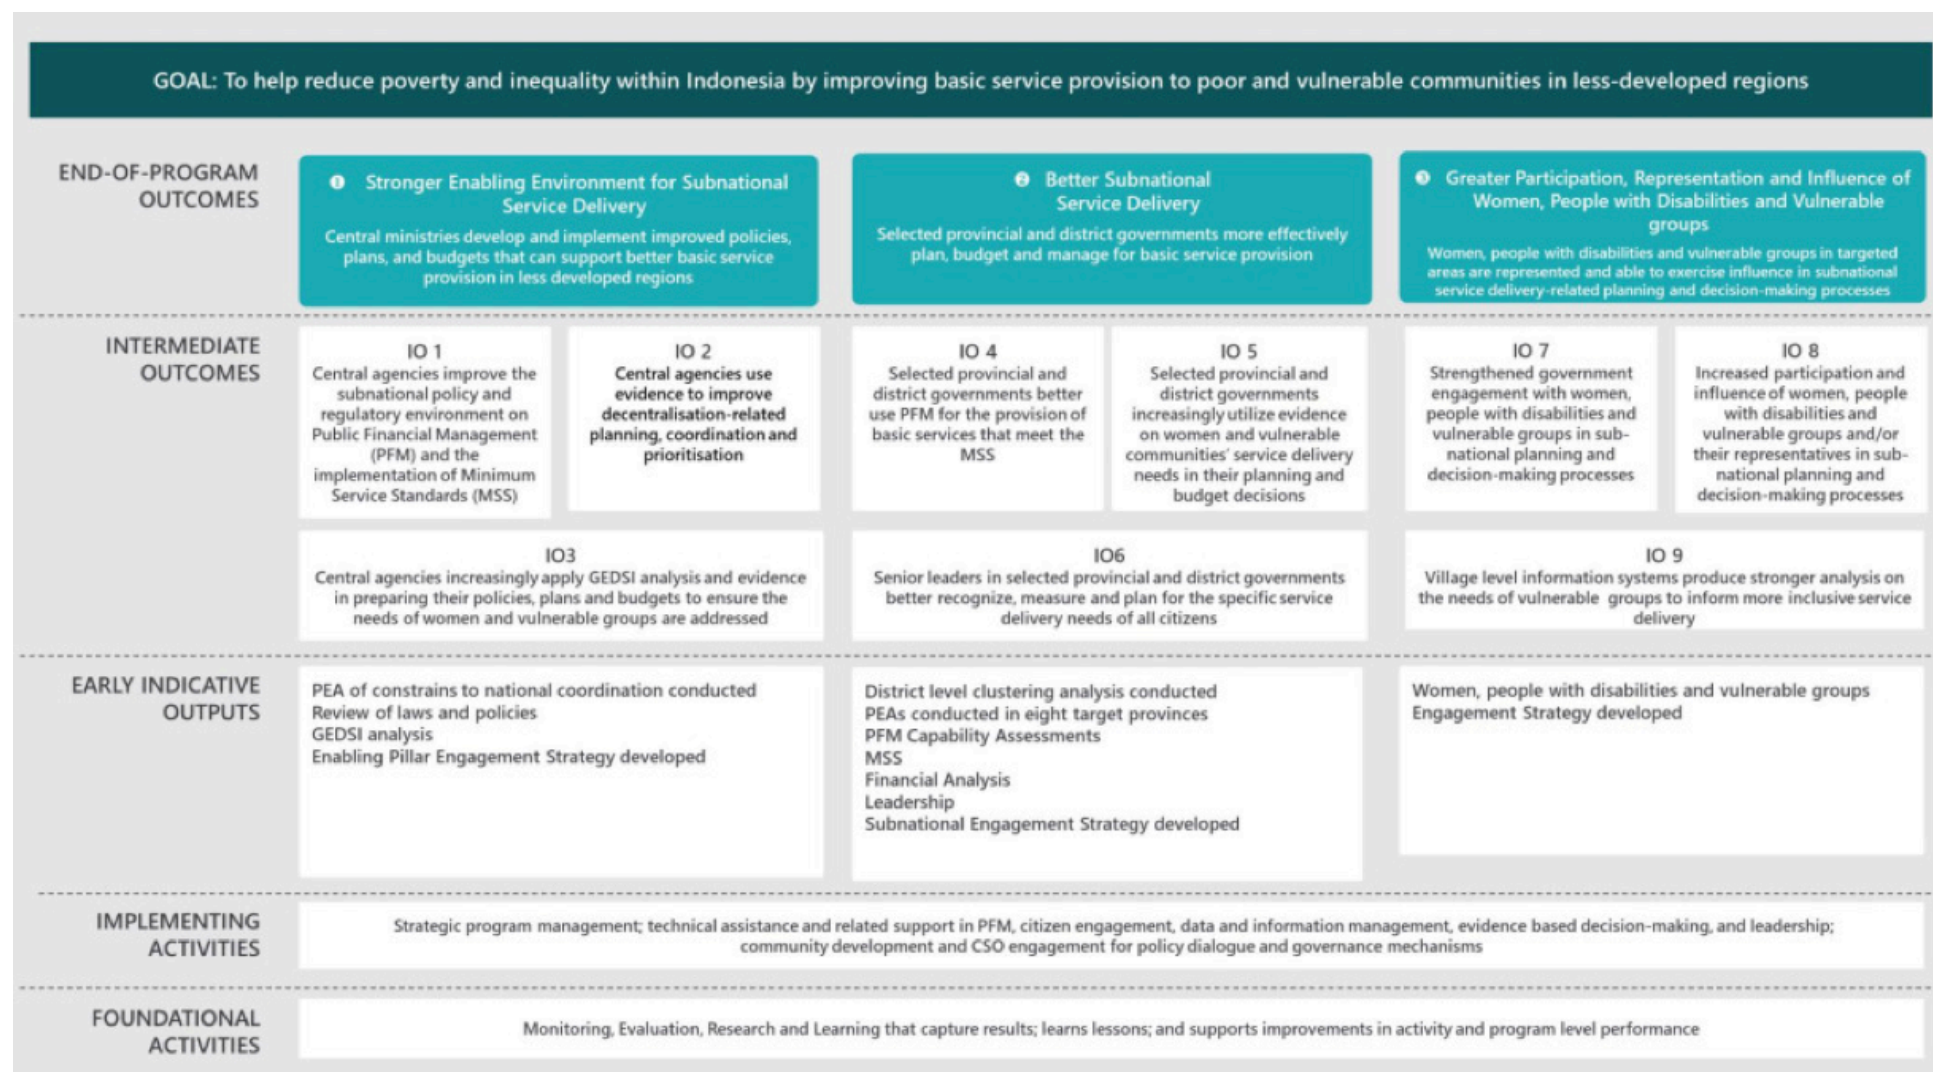 GOAL: To help reduce poverty and inequality within Indonesia by improving basic service provision to poor and vulnerable communities in less-developed regions
END-OF-PROGRAM
OUTCOMES
❶ Stronger Enabling Environment for Subnational
Service Delivery
Central ministries develop and implement improved policies,
plans, and budgets that can support better basic service
provision in less developed regions
❷ Better Subnational
Service Delivery
Selected provincial and district governments more effectively
plan, budget and manage for basic service provision
❸ Greater Participation, Representation and Influence of
Women, People with Disabilities and Vulnerable
groups
Women, people with disabilities and vulnerable groups in targeted
areas are represented and able to exercise influence in subnational
service delivery-related planning and decision-making processes
INTERMEDIATE
OUTCOMES
IO 1
Central agencies improve the
subnational policy and
regulatory environment on
Public Financial Management
(PFM) and the
implementation of Minimum
Service Standards (MSS)
IO 2
Central agencies use
evidence to improve
decentralisation-related
planning, coordination and
prioritisation
IO 4
Selected provincial and
district governments better
use PFM for the provision of
basic services that meet the
MSS
IO 5
Selected provincial and
district governments
increasingly utilize evidence
on women and vulnerable
communities' service delivery
needs in their planning and
budget decisions
IO 7
Strengthened government
engagement with women,
people with disabilities and
vulnerable groups in sub-
national planning and
decision-making processes
IO 8
Increased participation and
influence of women, people
with disabilities and
vulnerable groups and/or
their representatives in sub-
national planning and
decision-making processes
IO3
Central agencies increasingly apply GEDSI analysis and evidence
in preparing their policies, plans and budgets to ensure the
needs of women and vulnerable groups are addressed
IO6
Senior leaders in selected provincial and district governments
better recognize, measure and plan for the specific service
delivery needs of all citizens
IO 9
Village level information systems produce stronger analysis on
the needs of vulnerable groups to inform more inclusive service
delivery
EARLY INDICATIVE
OUTPUTS
PEA of constrains to national coordination conducted
Review of laws and policies
GEDSI analysis
Enabling Pillar Engagement Strategy developed
District level clustering analysis conducted
PEAs conducted in eight target provinces
PFM Capability Assessments
MSS
Financial Analysis
Leadership
Subnational Engagement Strategy developed
Women, people with disabilities and vulnerable groups
Engagement Strategy developed
IMPLEMENTING
ACTIVITIES
Strategic program management; technical assistance and related support in PFM, citizen engagement, data and information management, evidence based decision-making, and leadership;
community development and CSO engagement for policy dialogue and governance mechanisms
FOUNDATIONAL
ACTIVITIES
Monitoring, Evaluation, Research and Learning that capture results; learns lessons; and supports improvements in activity and program level performance